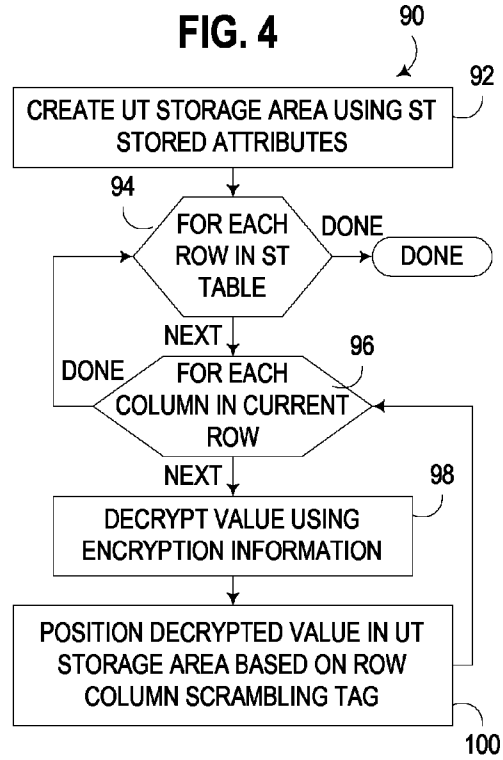 FIG. 4
90
92
CREATE UT STORAGE AREA USING ST
STORED ATTRIBUTES
94
FOR EACH
ROW IN ST
TABLE
DONE
DONE
NEXT
DONE
96
FOR EACH
COLUMN IN CURRENT
ROW
NEXT
98
DECRYPT VALUE USING
ENCRYPTION INFORMATION
POSITION DECRYPTED VALUE IN UT
STORAGE AREA BASED ON ROW
COLUMN SCRAMBLING TAG
100